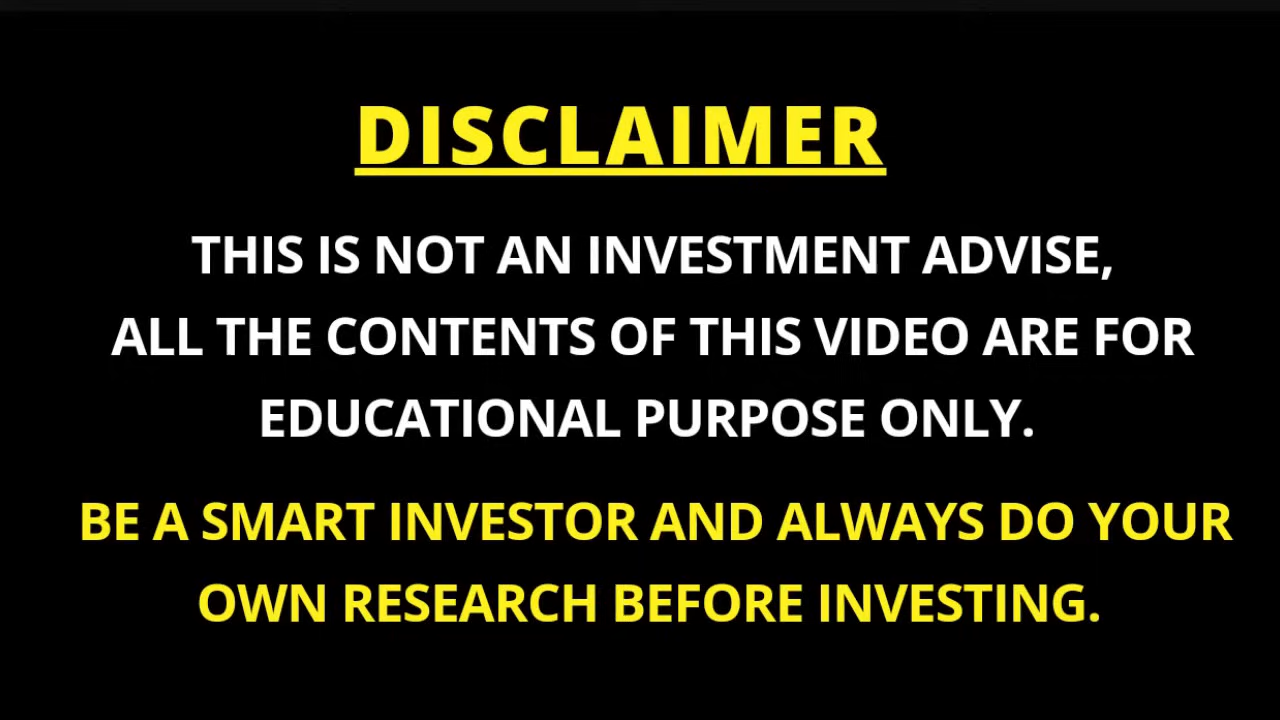 DISCLAIMER
THIS IS NOT AN INVESTMENT ADVISE,
ALL THE CONTENTS OF THIS VIDEO ARE FOR
EDUCATIONAL PURPOSE ONLY.
BE A SMART INVESTOR AND ALWAYS DO YOUR
OWN RESEARCH BEFORE INVESTING.